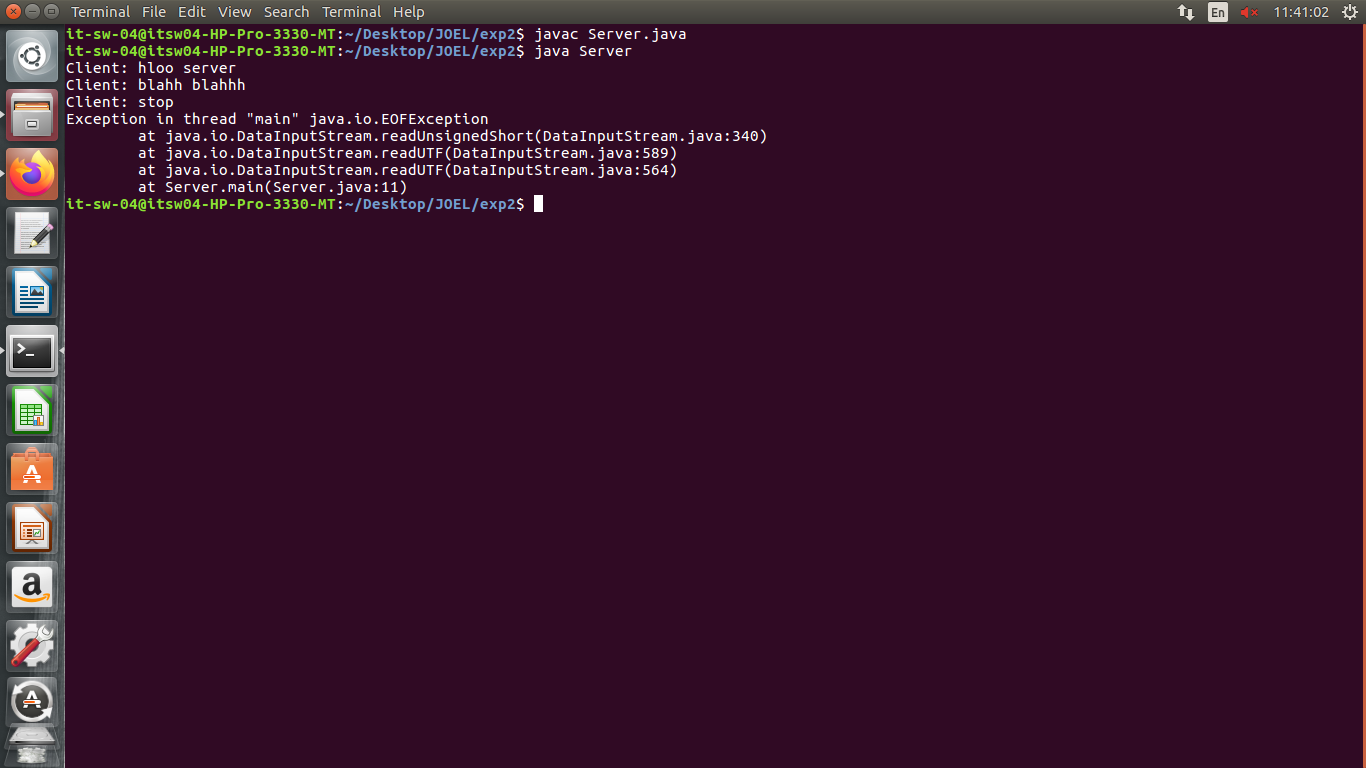 Terminal File Edit View Search Terminal Help En 11:41:02
it-sw-04@itsw04-HP-Pro-3330-MT:~/Desktop/JOEL/exp2$ javac Server.java
it-sw-04@itsw04-HP-Pro-3330-MT:~/Desktop/JOEL/exp2$ java Server
Client: hloo server
Client: blahh blahhh
Client: stop
Exception in thread "main" java.io.EOFException
        at java.io.DataInputStream.readUnsignedShort(DataInputStream.java:340)
        at java.io.DataInputStream.readUTF(DataInputStream.java:589)
        at java.io.DataInputStream.readUTF(DataInputStream.java:564)
        at Server.main(Server.java:11)
it-sw-04@itsw04-HP-Pro-3330-MT:~/Desktop/JOEL/exp2$